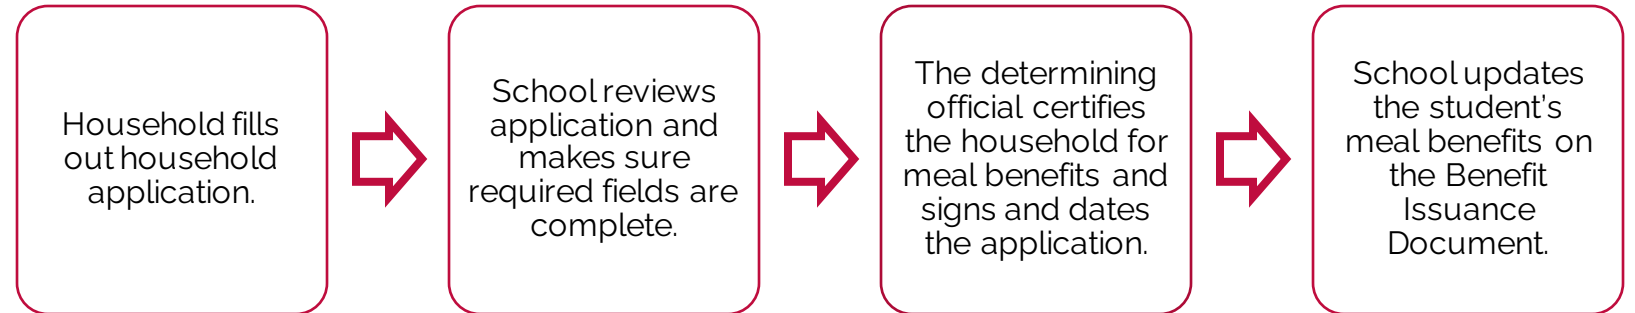 Household fills
out household
application.
School reviews
application and
makes sure
required fields are
complete.
The determining
official certifies
the household for
meal benefits and
signs and dates
the application.
School updates
the student’s
meal benefits on
the Benefit
Issuance
Document.